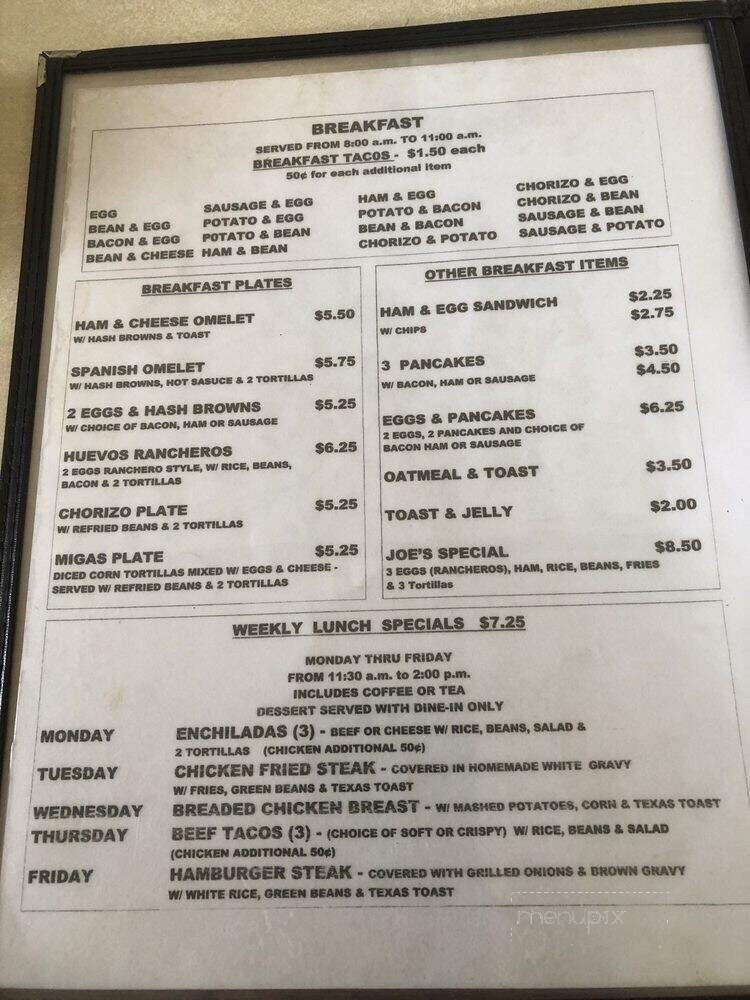 BREAKFAST
SERVED FROM 8:00 a.m. TO 11:00 a.m.
BREAKFAST TACOS - $1.50 each
50¢ for each additional item
EGG
BEAN & EGG
BACON & EGG
BEAN & CHEESE
SAUSAGE & EGG
POTATO & EGG
POTATO & BEAN
HAM & BEAN
HAM & EGG
POTATO & BACON
BEAN & BACON
CHORIZO & POTATO
CHORIZO & EGG
CHORIZO & BEAN
SAUSAGE & BEAN
SAUSAGE & POTATO
BREAKFAST PLATES
HAM & CHEESE OMELET $5.50
W/ HASH BROWNS & TOAST
SPANISH OMELET $5.75
W/ HASH BROWNS, HOT SASUCE & 2 TORTILLAS
2 EGGS & HASH BROWNS $5.25
W/ CHOICE OF BACON, HAM OR SAUSAGE
HUEVOS RANCHEROS $6.25
2 EGGS RANCHERO STYLE, W/ RICE, BEANS,
BACON & 2 TORTILLAS
CHORIZO PLATE $5.25
W/ REFRIED BEANS & 2 TORTILLAS
MIGAS PLATE $5.25
DICED CORN TORTILLAS MIXED W/ EGGS & CHEESE -
SERVED W/ REFRIED BEANS & 2 TORTILLAS
OTHER BREAKFAST ITEMS
HAM & EGG SANDWICH $2.25
W/ CHIPS $2.75
3 PANCAKES $3.50
W/ BACON, HAM OR SAUSAGE $4.50
EGGS & PANCAKES $6.25
2 EGGS, 2 PANCAKES AND CHOICE OF
BACON HAM OR SAUSAGE
OATMEAL & TOAST $3.50
TOAST & JELLY $2.00
JOE'S SPECIAL $8.50
3 EGGS (RANCHEROS), HAM, RICE, BEANS, FRIES
& 3 Tortillas
WEEKLY LUNCH SPECIALS $7.25
MONDAY THRU FRIDAY
FROM 11:30 a.m. to 2:00 p.m.
INCLUDES COFFEE OR TEA
DESSERT SERVED WITH DINE-IN ONLY
MONDAY ENCHILADAS (3) - BEEF OR CHEESE W/ RICE, BEANS, SALAD &
2 TORTILLAS (CHICKEN ADDITIONAL 50¢)
TUESDAY CHICKEN FRIED STEAK - COVERED IN HOMEMADE WHITE GRAVY
W/ FRIES, GREEN BEANS & TEXAS TOAST
WEDNESDAY BREADED CHICKEN BREAST - W/ MASHED POTATOES, CORN & TEXAS TOAST
THURSDAY BEEF TACOS (3) - (CHOICE OF SOFT OR CRISPY) W/ RICE, BEANS & SALAD
(CHICKEN ADDITIONAL 50¢)
FRIDAY HAMBURGER STEAK - COVERED WITH GRILLED ONIONS & BROWN GRAVY
W/ WHITE RICE, GREEN BEANS & TEXAS TOAST
menupix